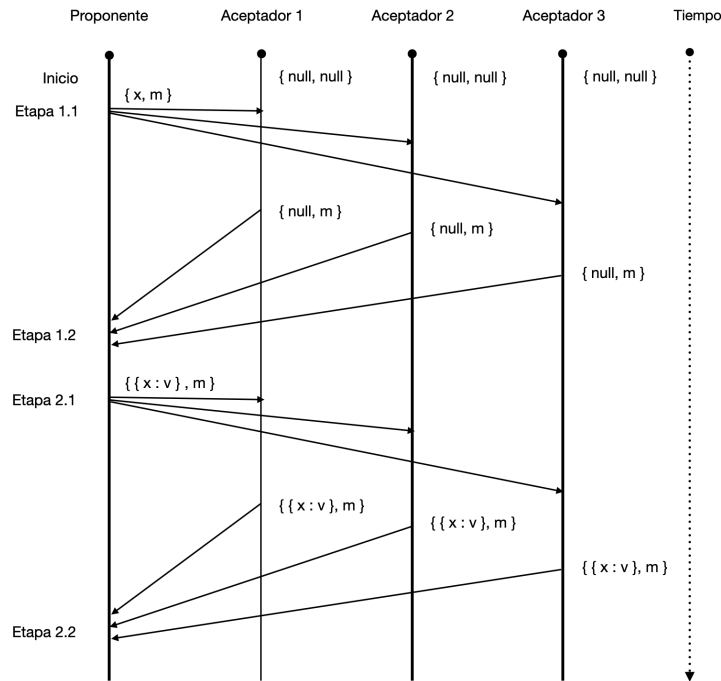 Proponente Aceptador 1 Aceptador 2 Aceptador 3 Tiempo
Inicio { null, null } { null, null } { null, null }
{ x, m }
Etapa 1.1
{ null, m }
{ null, m }
{ null, m }
Etapa 1.2
{ { x : v } , m }
Etapa 2.1
{ { x : v }, m }
{ { x : v }, m }
{ { x : v }, m }
Etapa 2.2